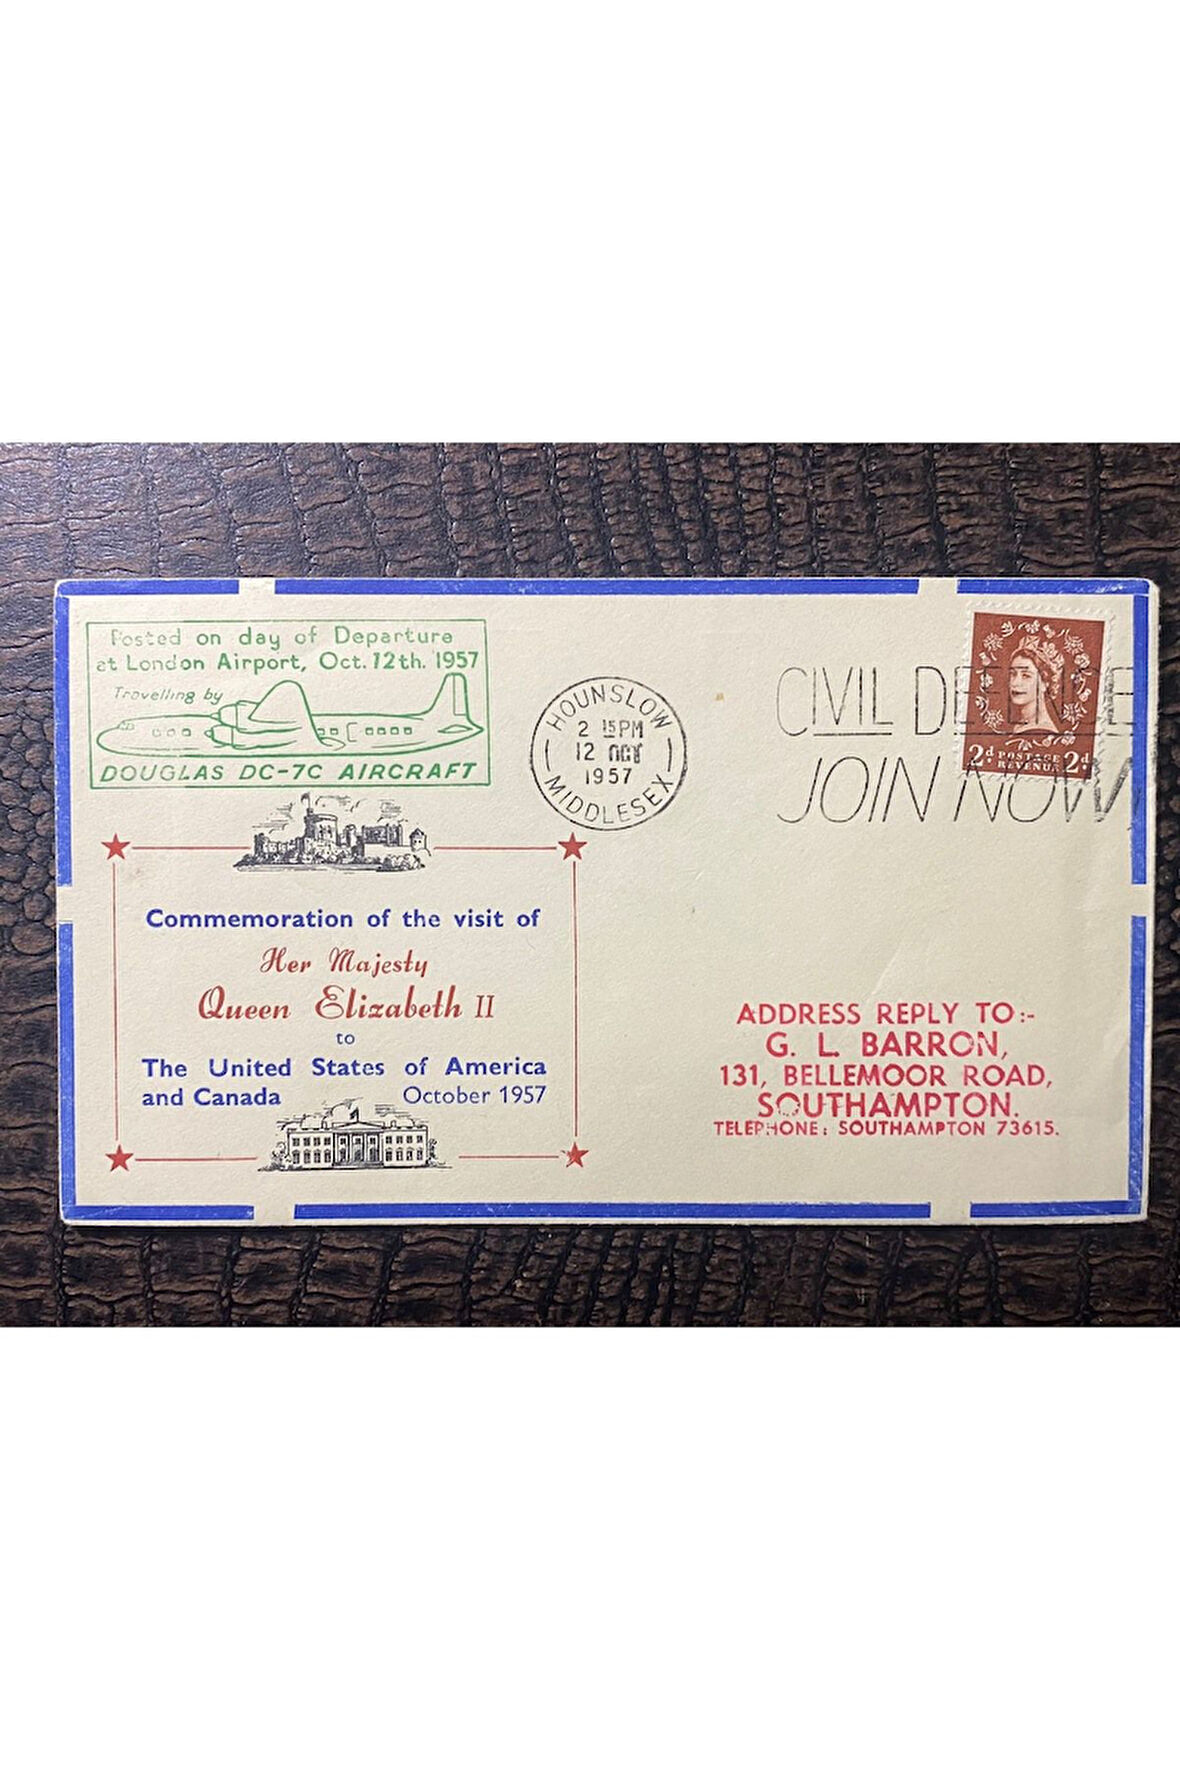 Posted on day of Departure
at London Airport, Oct. 12th. 1957
Travelling by
DOUGLAS DC-7C AIRCRAFT
HOUNSLOW
2 15PM
12 OCT
1957
MIDDLESEX
CIVIL DEFENCE
JOIN NOW
2d POSTAGE 2d
REVENUE
Commemoration of the visit of
Her Majesty
Queen Elizabeth II
to
The United States of America
and Canada October 1957
ADDRESS REPLY TO:-
G. L. BARRON,
131, BELLEMOOR ROAD,
SOUTHAMPTON.
TELEPHONE: SOUTHAMPTON 73615.